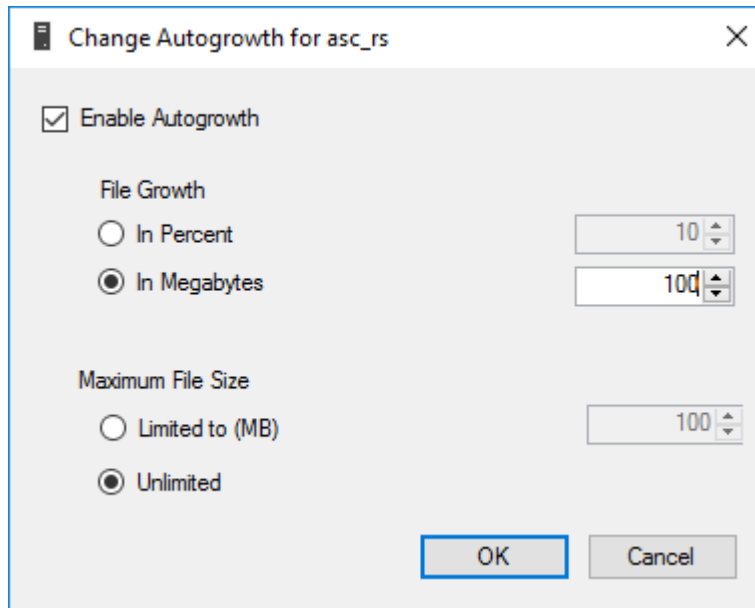 Change Autogrowth for asc_rs
Enable Autogrowth
File Growth
In Percent 10
In Megabytes 100
Maximum File Size
Limited to (MB) 100
Unlimited
OK Cancel